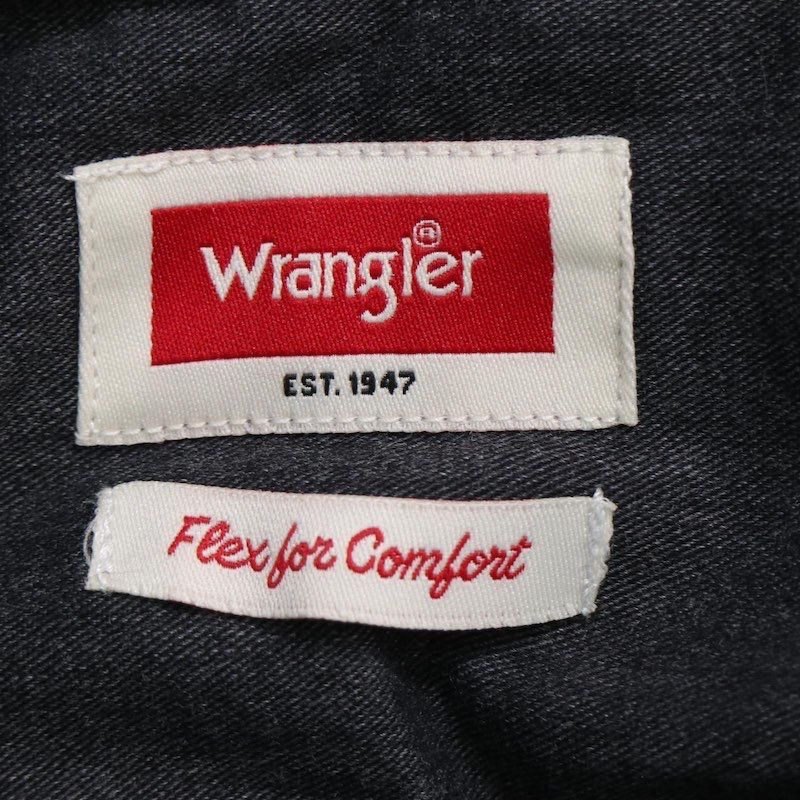 Wrangler®
EST. 1947
Flex for Comfort